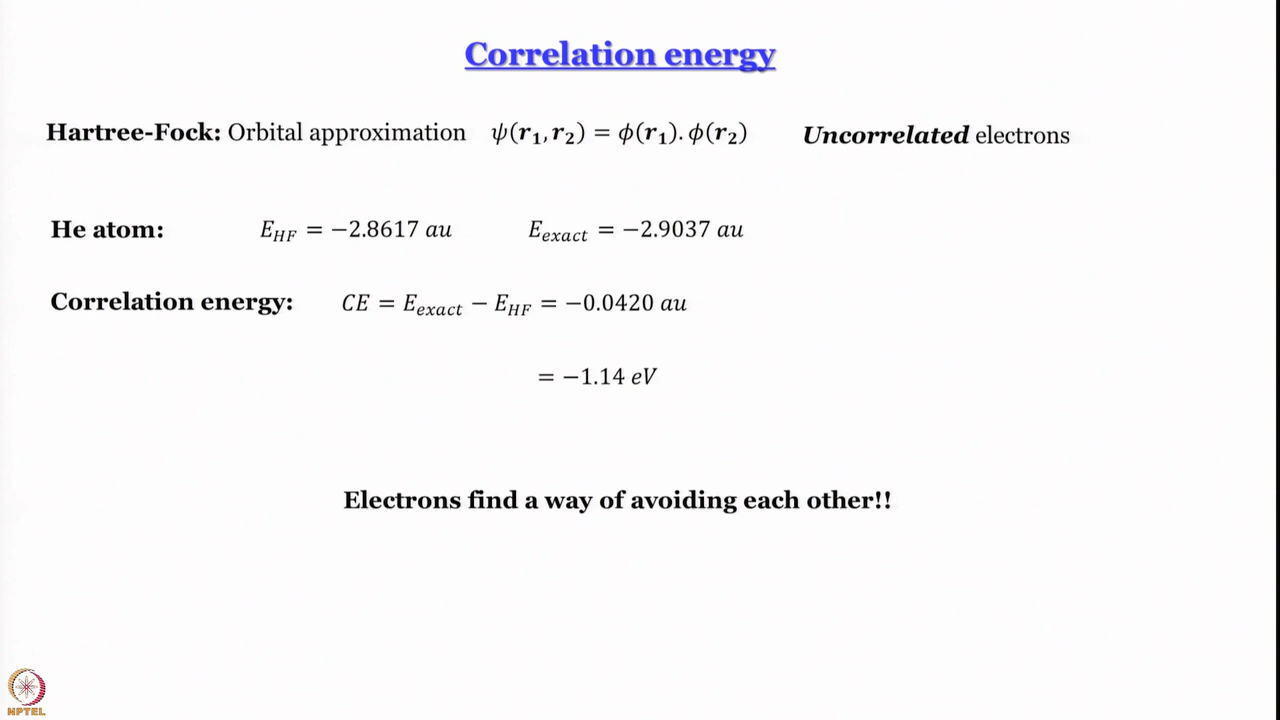 Correlation energy
Hartree-Fock: Orbital approximation ψ(r₁, r₂) = ϕ(r₁). ϕ(r₂) Uncorrelated electrons
He atom: E_HF = −2.8617 au E_exact = −2.9037 au
Correlation energy: CE = E_exact − E_HF = −0.0420 au
= −1.14 eV
Electrons find a way of avoiding each other!!
NPTEL